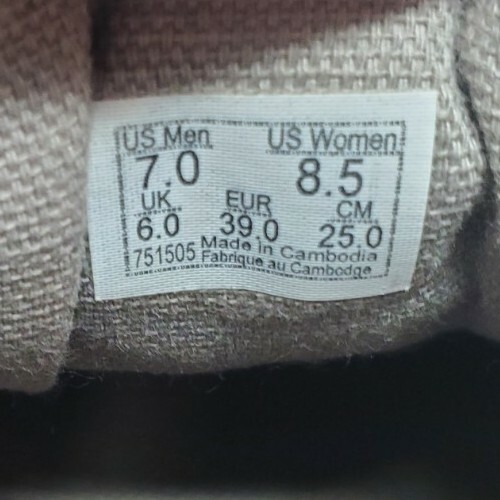 US Men US Women
7.0 8.5
UK EUR CM
6.0 39.0 25.0
751505 Made in Cambodia
Fabrique au Cambodge